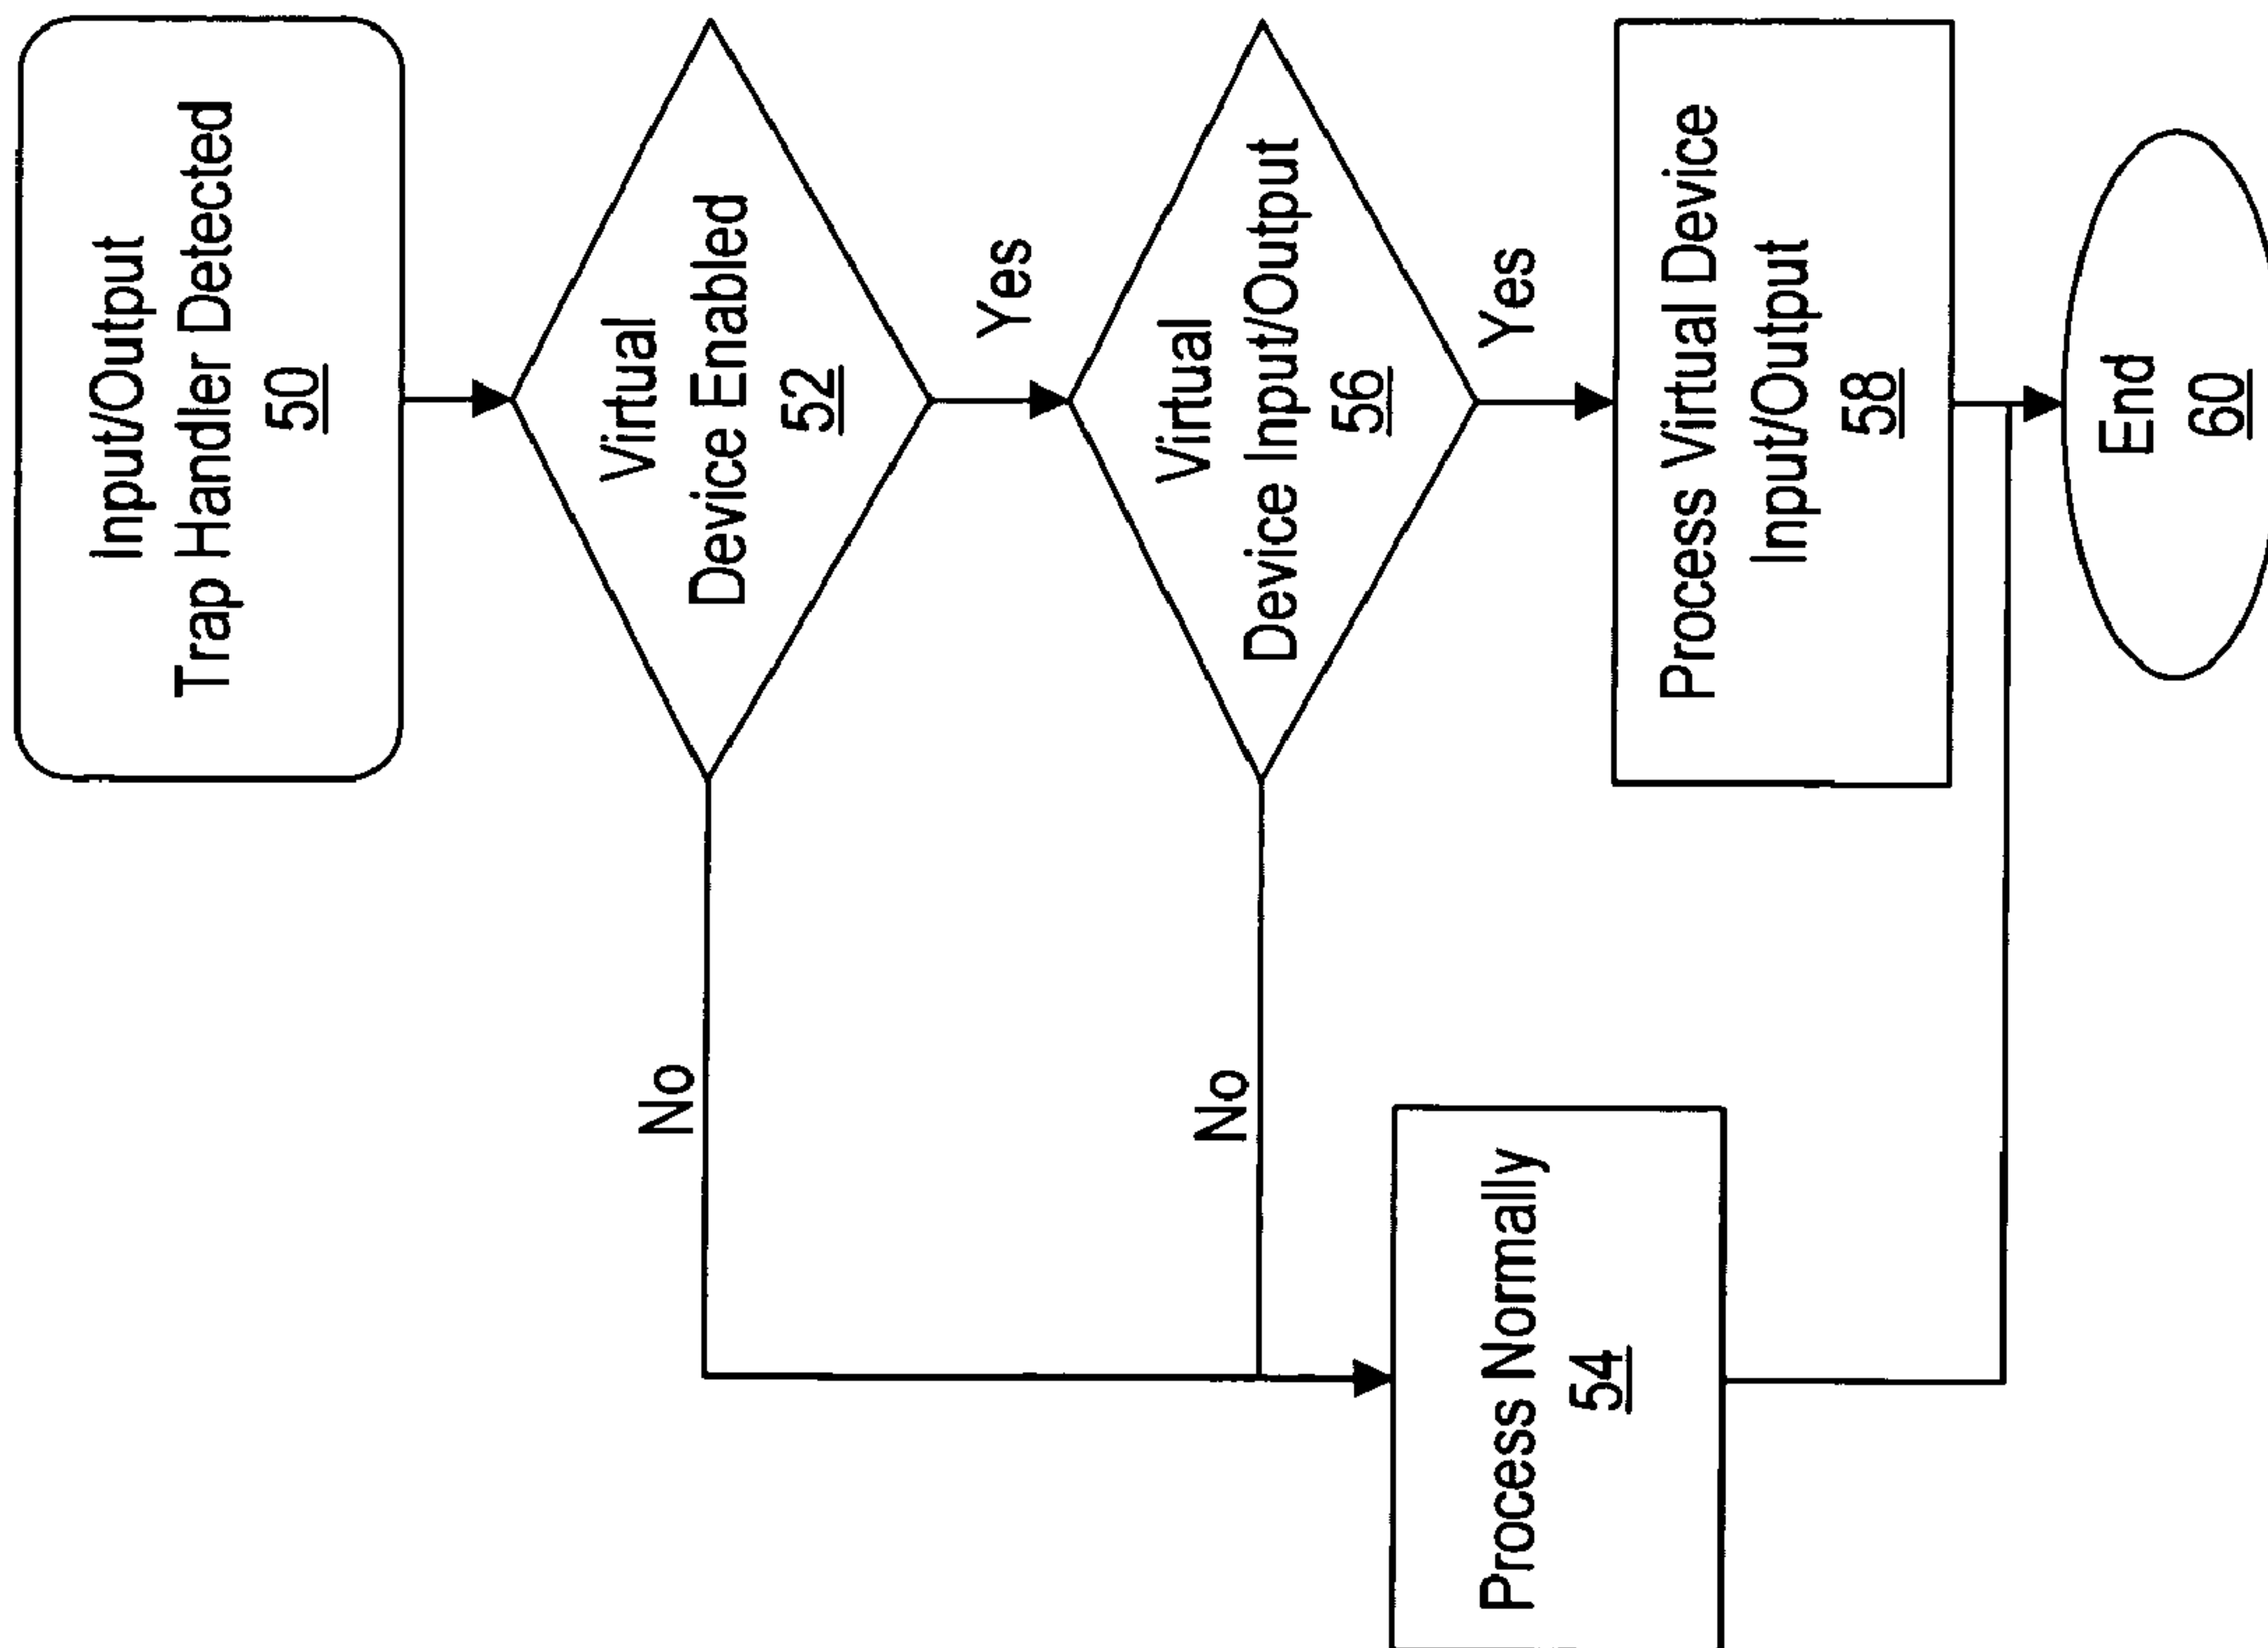 Input/Output
Trap Handler Detected
50
Virtual
Device Enabled
52
No
Yes
Virtual
Device Input/Output
56
No
Yes
Process Normally
54
Process Virtual Device
Input/Output
58
End
60